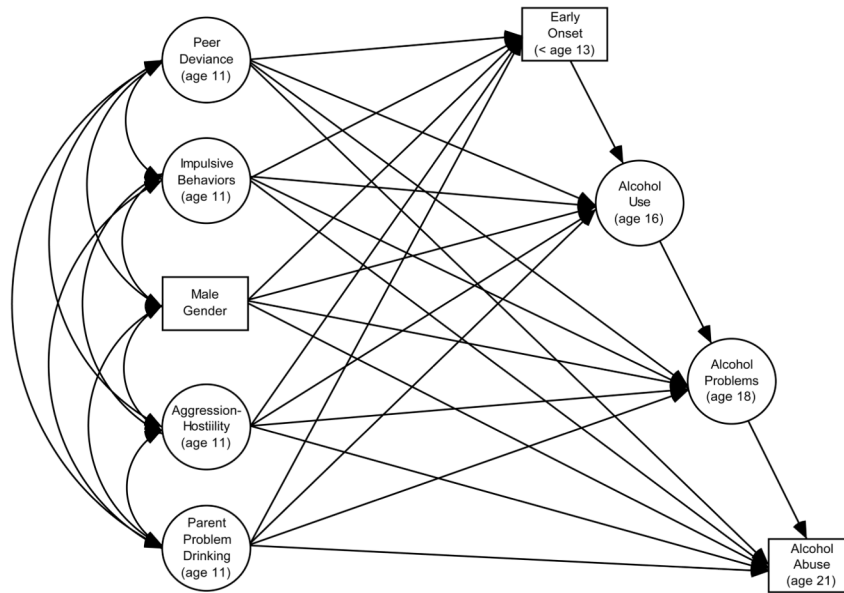 Peer
Deviance
(age 11)
Impulsive
Behaviors
(age 11)
Male
Gender
Aggression-
Hostiility
(age 11)
Parent
Problem
Drinking
(age 11)
Early
Onset
(< age 13)
Alcohol
Use
(age 16)
Alcohol
Problems
(age 18)
Alcohol
Abuse
(age 21)